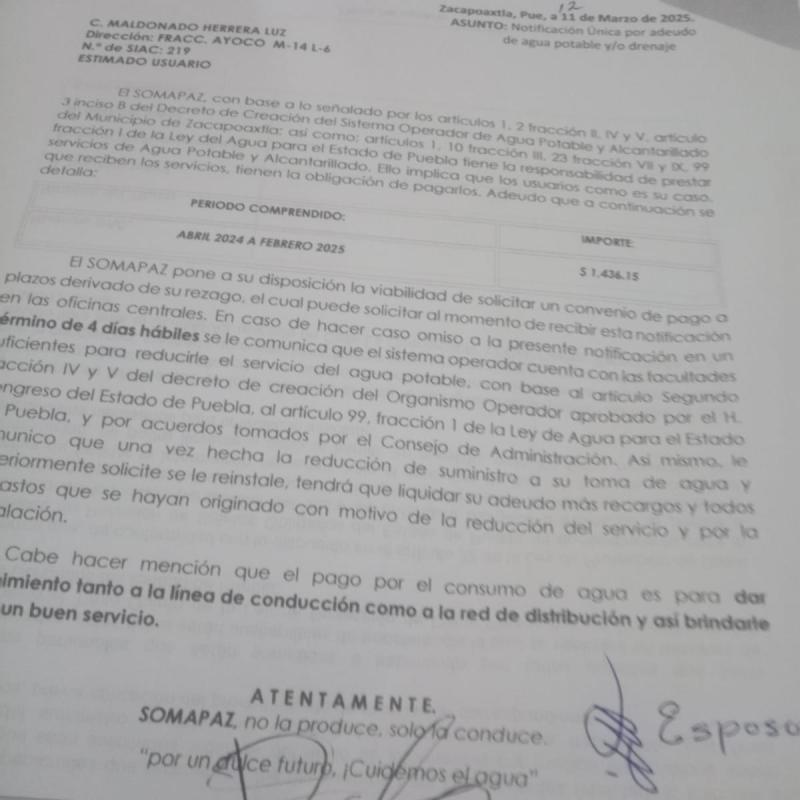 12
Zacapoaxtla, Pue, a 11 de Marzo de 2025.
ASUNTO: Notificación Única por adeudo
de agua potable y/o drenaje
C. MALDONADO HERRERA LUZ
Dirección: FRACC. AYOCO M-14 L-6
N.° de SIAC: 219
ESTIMADO USUARIO
El SOMAPAZ, con base a lo señalado por los artículos 1, 2 fracción II, IV y V, artículo
3 inciso B del Decreto de Creación del Sistema Operador de Agua Potable y Alcantarillado
del Municipio de Zacapoaxtla; así como; artículos 1, 10 fracción III, 23 fracción VII y IX, 99
fracción I de la Ley del Agua para el Estado de Puebla tiene la responsabilidad de prestar
servicios de Agua Potable y Alcantarillado. Ello implica que los usuarios como es su caso,
que reciben los servicios, tienen la obligación de pagarlos. Adeudo que a continuación se
detalla:
PERIODO COMPRENDIDO: IMPORTE:
ABRIL 2024 A FEBRERO 2025 $ 1,436.15
El SOMAPAZ pone a su disposición la viabilidad de solicitar un convenio de pago a
plazos derivado de su rezago, el cual puede solicitar al momento de recibir esta notificación
en las oficinas centrales. En caso de hacer caso omiso a la presente notificación en un
érmino de 4 días hábiles se le comunica que el sistema operador cuenta con las facultades
uficientes para reducirle el servicio del agua potable, con base al artículo Segundo
acción IV y V del decreto de creación del Organismo Operador aprobado por el H.
ongreso del Estado de Puebla, al artículo 99, fracción 1 de la Ley de Agua para el Estado
Puebla, y por acuerdos tomados por el Consejo de Administración. Así mismo, le
munico que una vez hecha la reducción de suministro a su toma de agua y
eriormente solicite se le reinstale, tendrá que liquidar su adeudo más recargos y todos
astos que se hayan originado con motivo de la reducción del servicio y por la
alación.
Cabe hacer mención que el pago por el consumo de agua es para dar
nimiento tanto a la línea de conducción como a la red de distribución y así brindarle
un buen servicio.
ATENTAMENTE.
SOMAPAZ, no la produce, solo la conduce.
Esposo
"por un dulce futuro, ¡Cuidemos el agua"